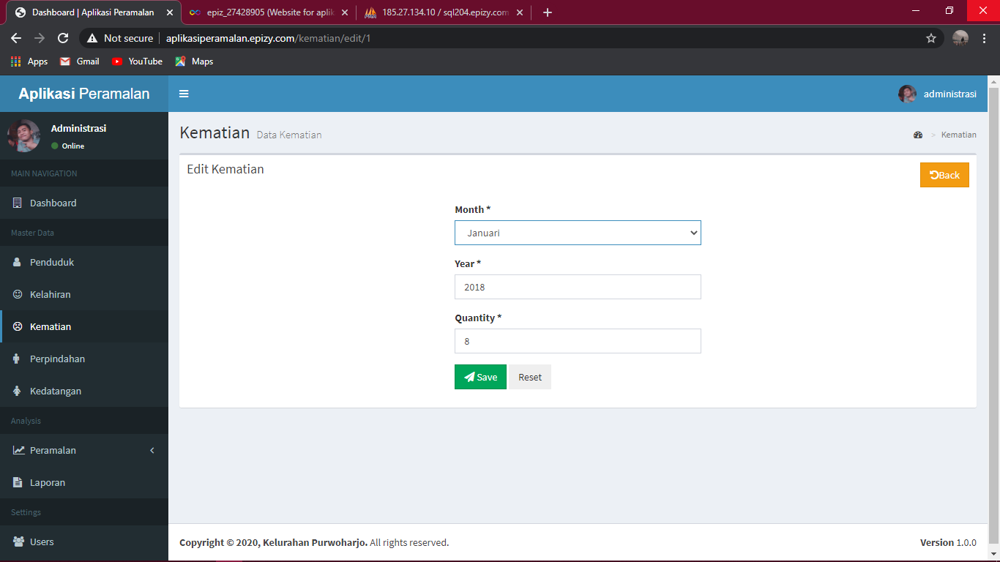 Dashboard | Aplikasi Peramalan
epiz_27428905 (Website for aplik
185.27.134.10 / sql204.epizy.com
Not secure
aplikasiperamalan.epizy.com/kematian/edit/1
Apps
Gmail
YouTube
Maps
Aplikasi Peramalan
administrasi
Administrasi
Online
MAIN NAVIGATION
Dashboard
Master Data
Penduduk
Kelahiran
Kematian
Perpindahan
Kedatangan
Analysis
Peramalan
Laporan
Settings
Users
Kematian Data Kematian
> Kematian
Edit Kematian
Back
Month *
Januari
Year *
2018
Quantity *
8
Save
Reset
Copyright © 2020, Kelurahan Purwoharjo. All rights reserved.
Version 1.0.0